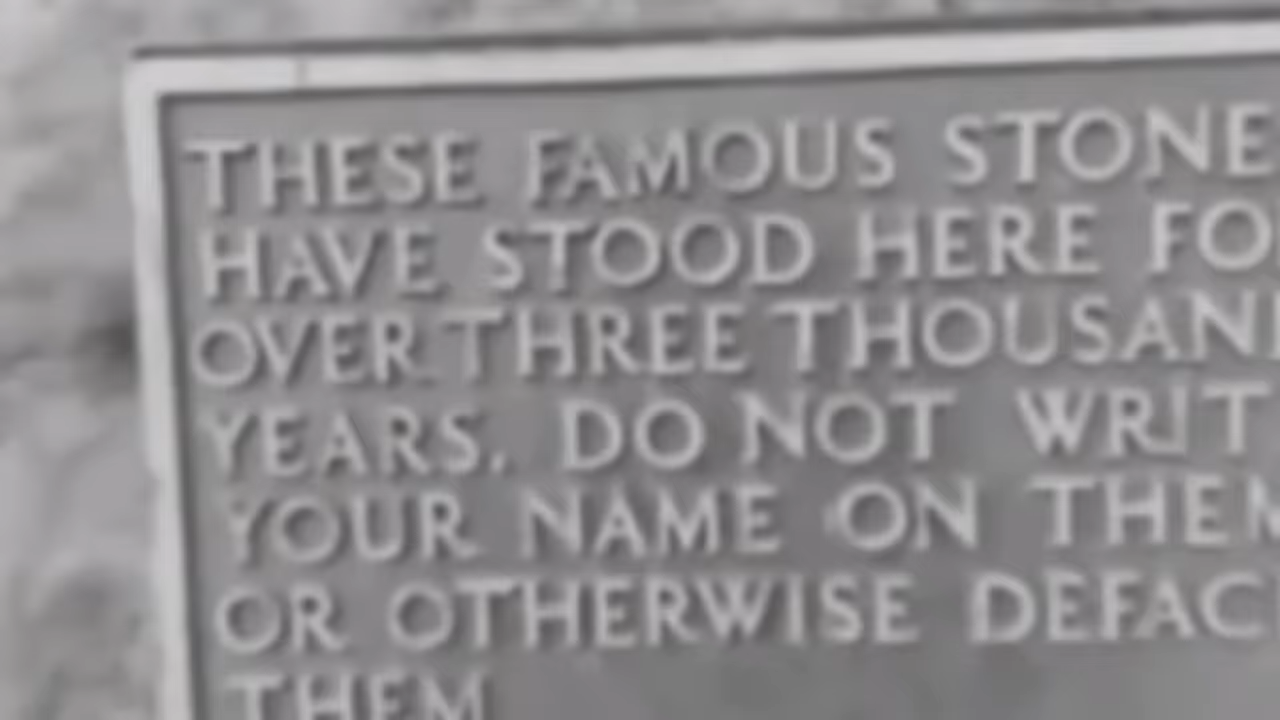 THESE FAMOUS STONE
HAVE STOOD HERE FO
OVER THREE THOUSAN
YEARS. DO NOT WRIT
YOUR NAME ON THEM
OR OTHERWISE DEFAC
THEM